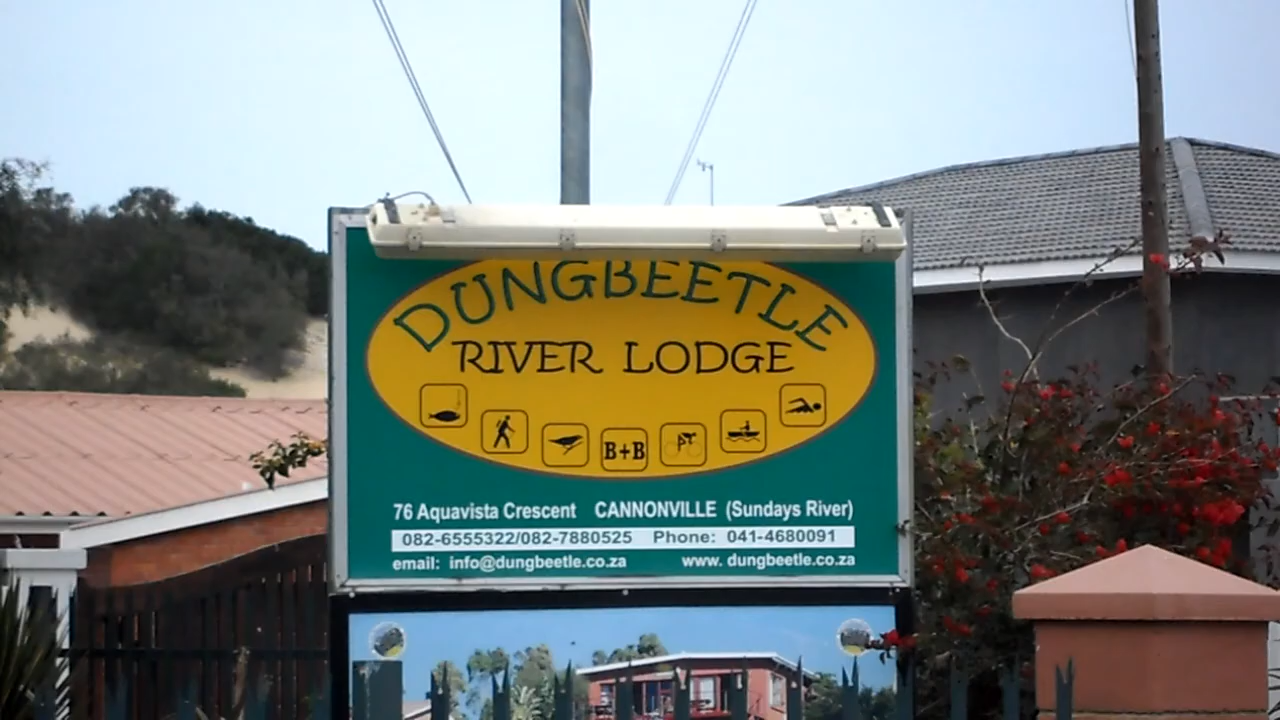 DUNGBEETLE
RIVER LODGE
B+B
76 Aquavista Crescent CANNONVILLE (Sundays River)
082-6555322/082-7880525 Phone: 041-4680091
email: info@dungbeetle.co.za www. dungbeetle.co.za